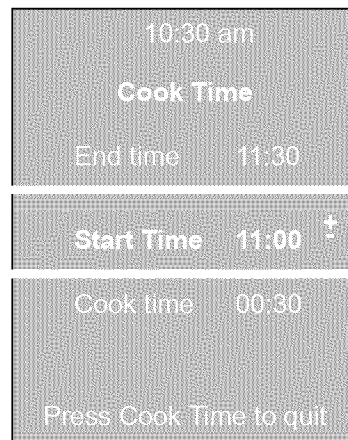 10:30 am
Cook Time
End time 11:30
Start Time 11:00 ±
Cook time 00:30
Press Cook Time to quit